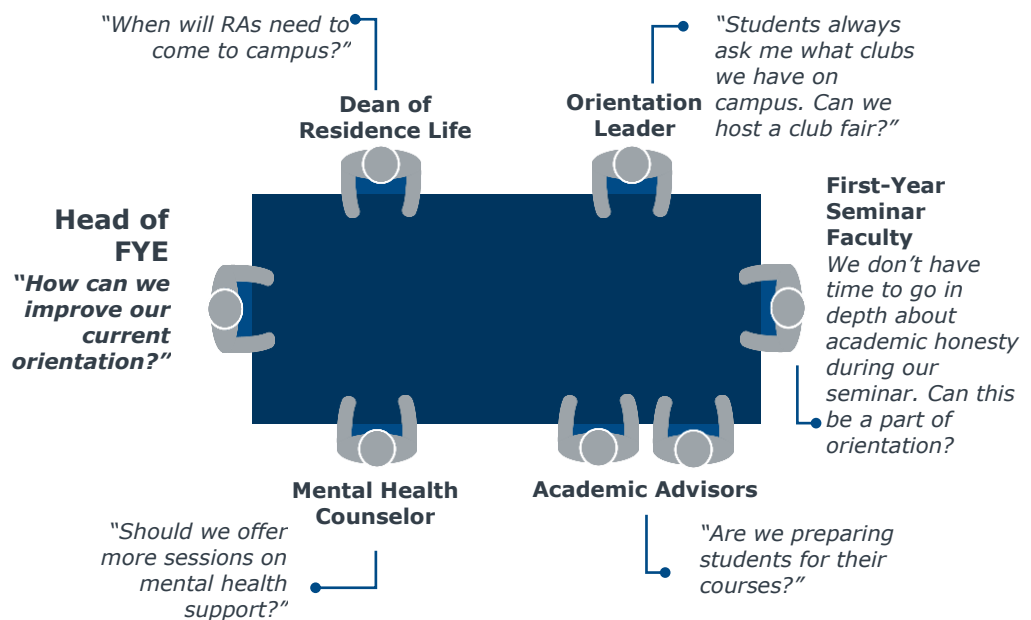 “When will RAs need to
come to campus?”
Dean of
Residence Life
Orientation
Leader
“Students always
ask me what clubs
we have on
campus. Can we
host a club fair?”
Head of
FYE
“How can we
improve our
current
orientation?”
First-Year
Seminar
Faculty
We don’t have
time to go in
depth about
academic honesty
during our
seminar. Can this
be a part of
orientation?
Mental Health
Counselor
“Should we offer
more sessions on
mental health
support?”
Academic Advisors
“Are we preparing
students for their
courses?”